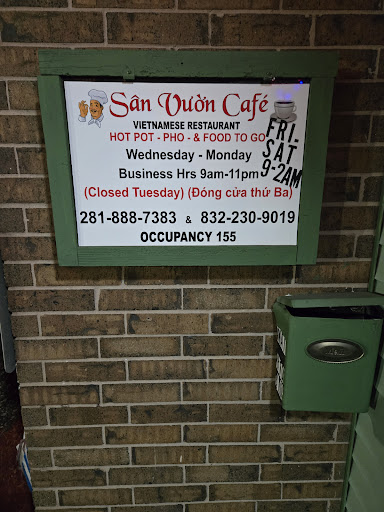 Sân Vườn Café
VIETNAMESE RESTAURANT
HOT POT - PHO - & FOOD TO GO
Wednesday - Monday
Business Hrs 9am-11pm
(Closed Tuesday) (Đóng cửa thứ Ba)
281-888-7383 & 832-230-9019
OCCUPANCY 155
FRI.
SAT
9-2AM